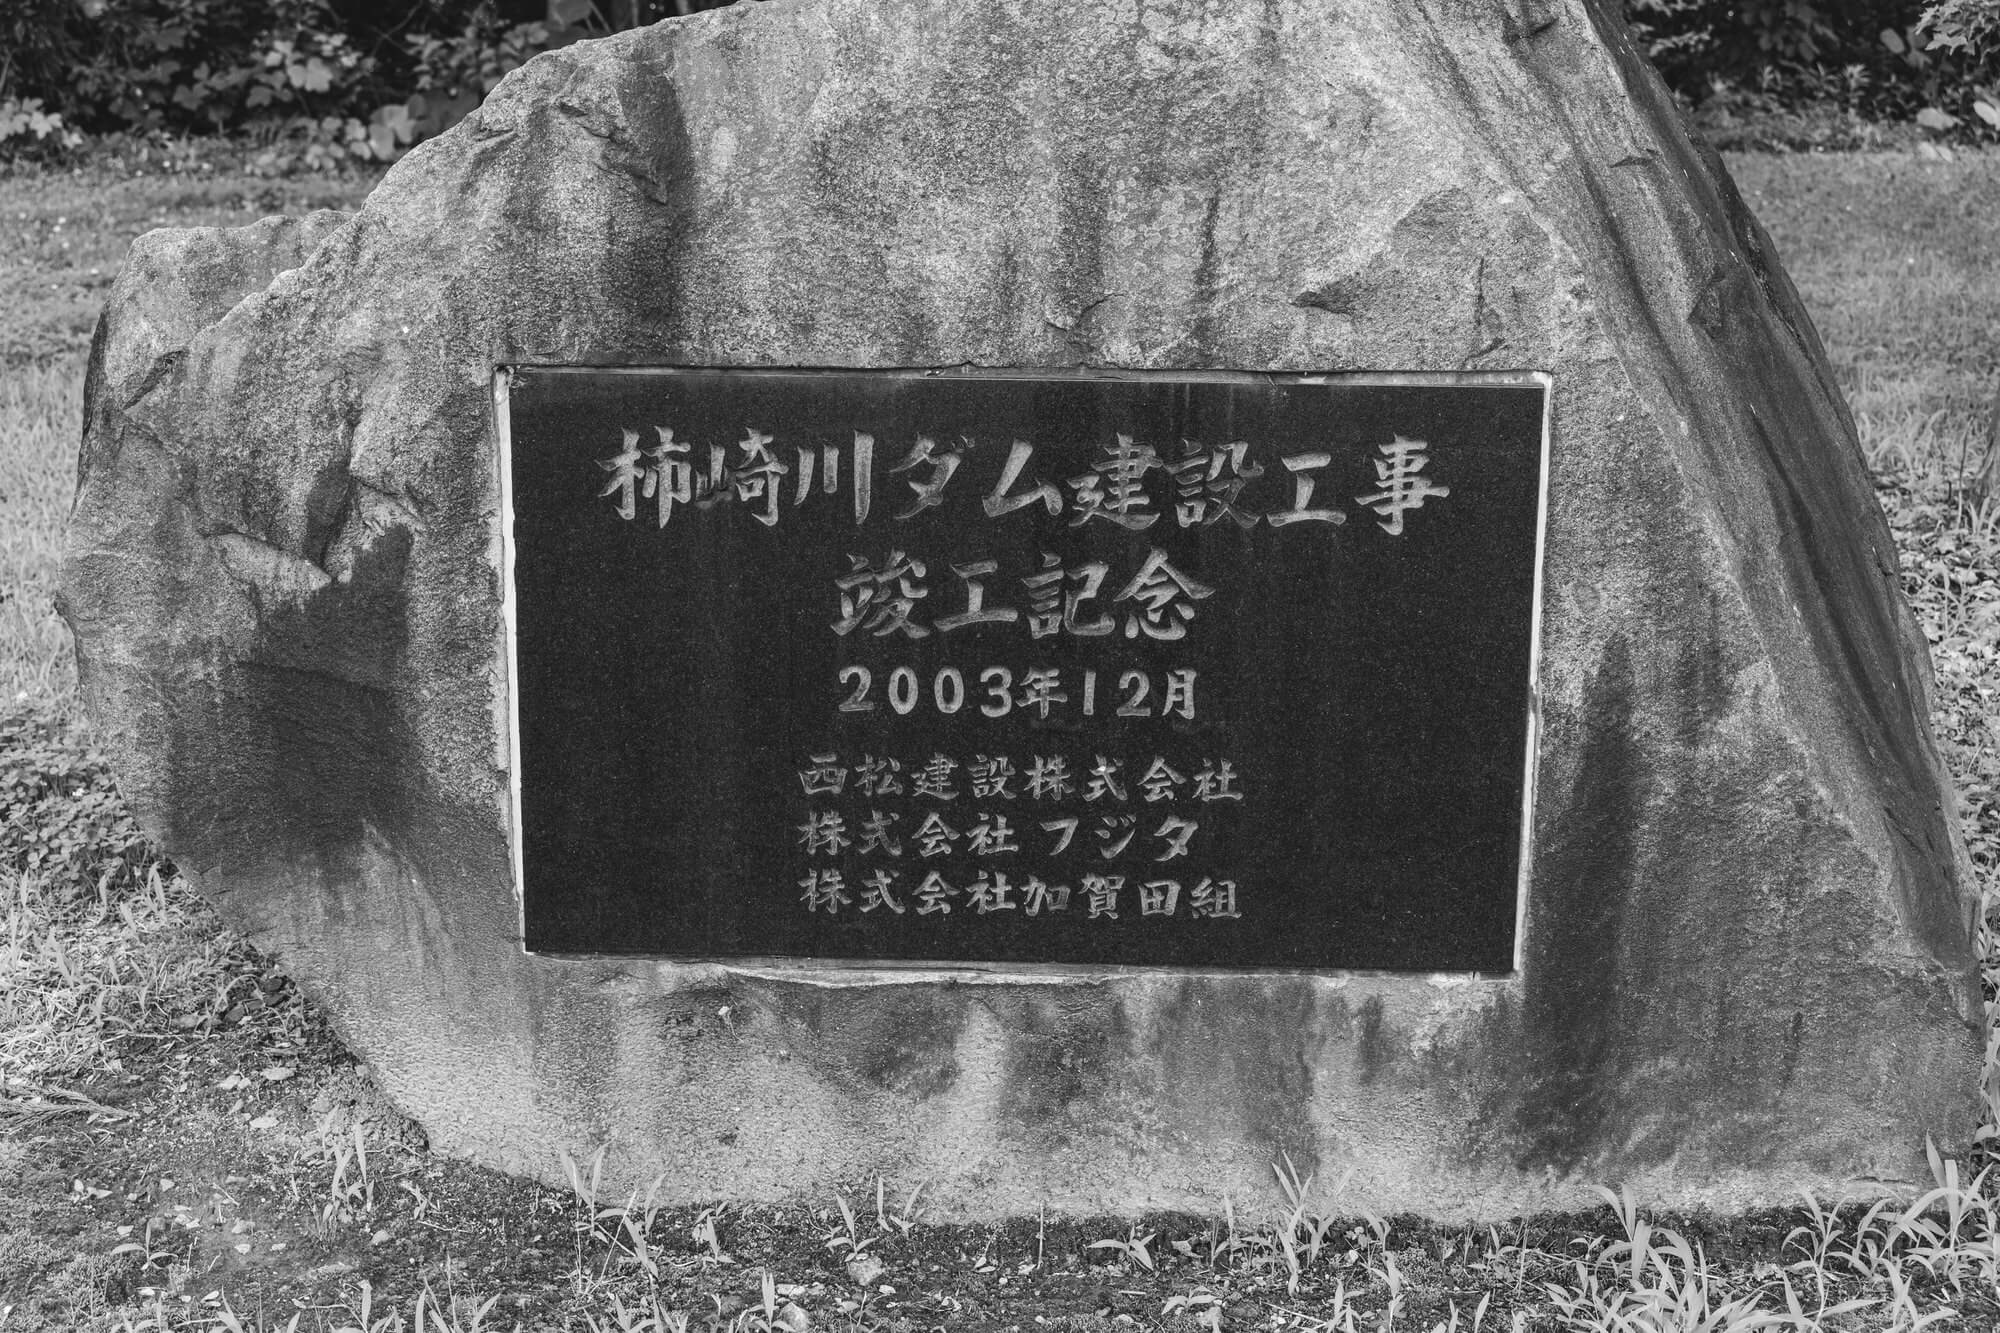 柿崎川ダム建設工事
竣工記念
2003年12月
西松建設株式会社
株式会社フジタ
株式会社加賀田組